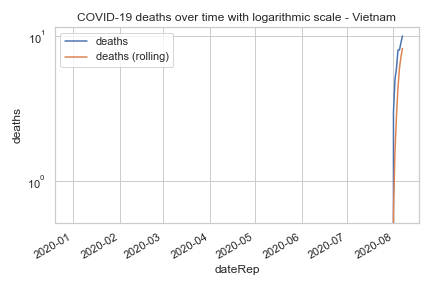 COVID-19 deaths over time with logarithmic scale - Vietnam
10¹
deaths
deaths (rolling)
deaths
10⁰
2020-01
2020-02
2020-03
2020-04
2020-05
2020-06
2020-07
2020-08
dateRep